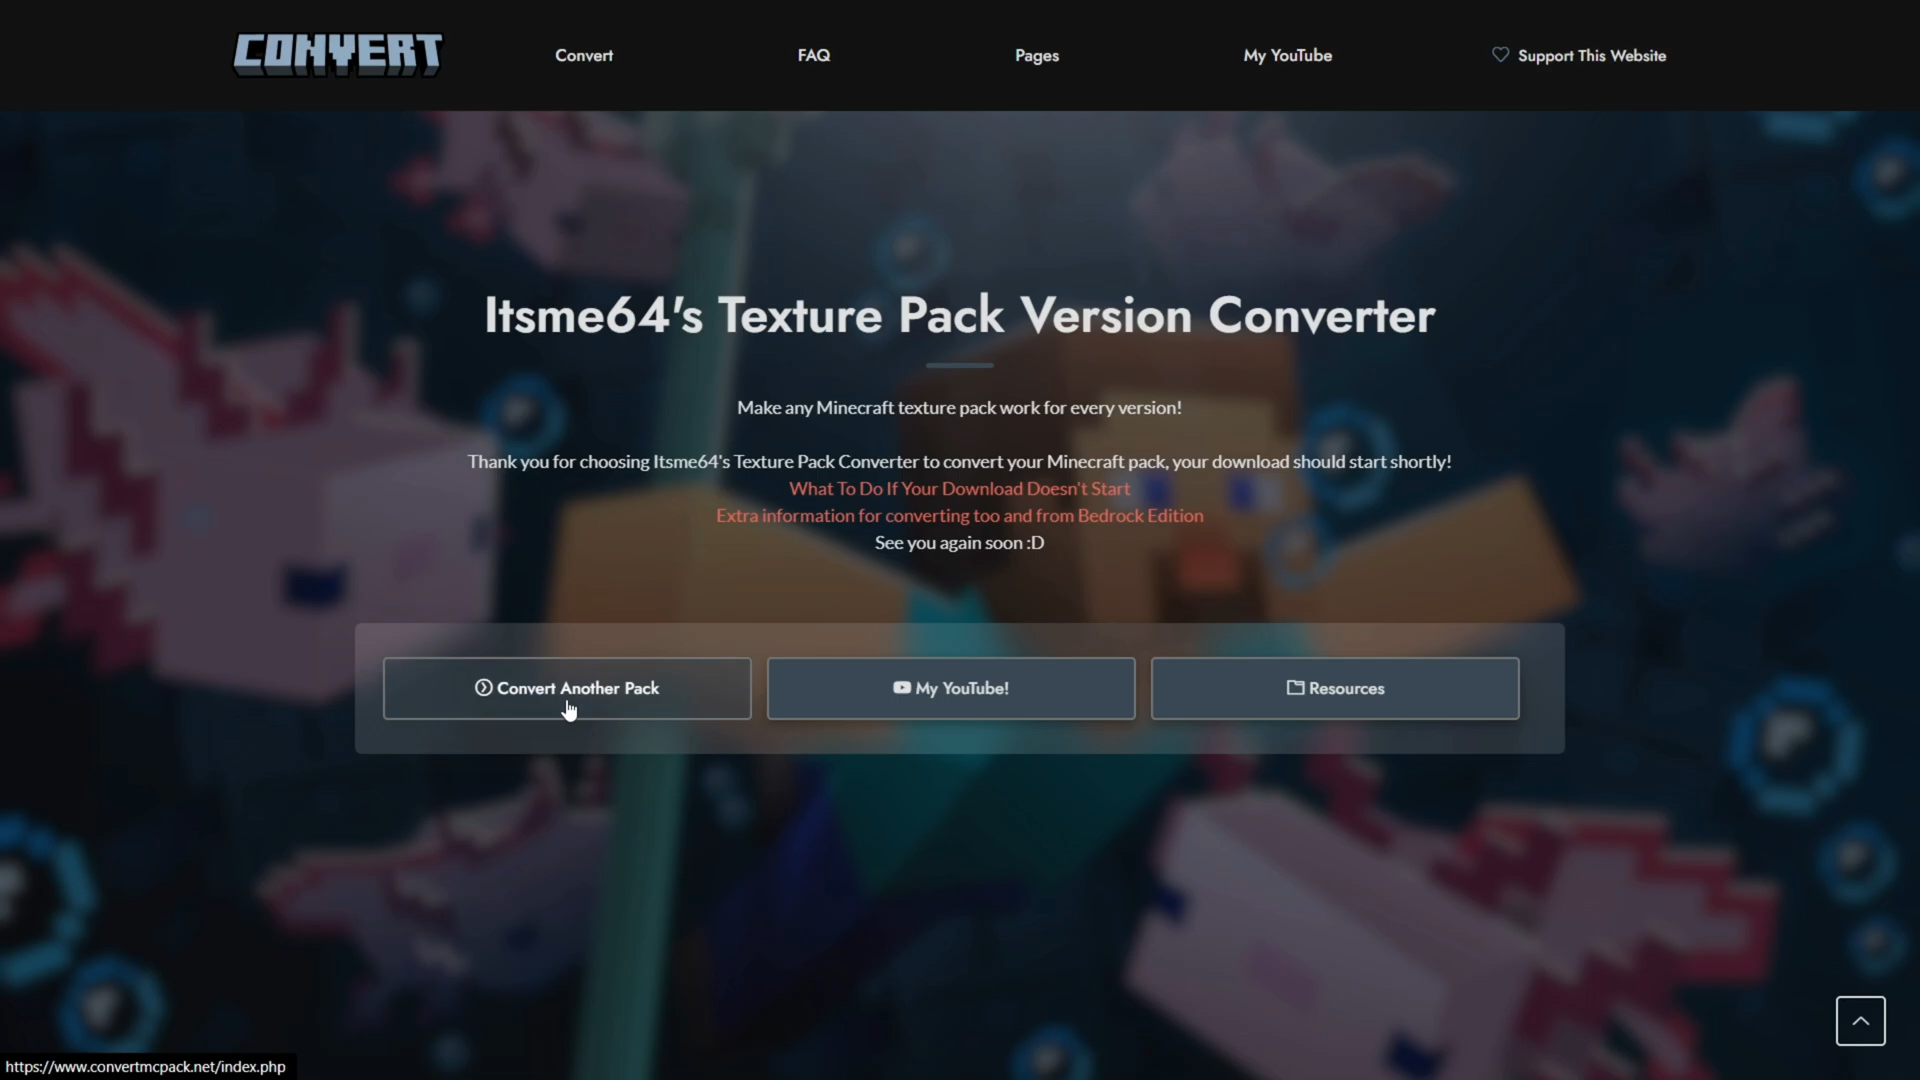 CONVERT
Convert
FAQ
Pages
My YouTube
Support This Website
Itsme64's Texture Pack Version Converter
Make any Minecraft texture pack work for every version!
Thank you for choosing Itsme64's Texture Pack Converter to convert your Minecraft pack, your download should start shortly!
What To Do If Your Download Doesn't Start
Extra information for converting too and from Bedrock Edition
See you again soon :D
Convert Another Pack
My YouTube!
Resources
https://www.convertmcpack.net/index.php